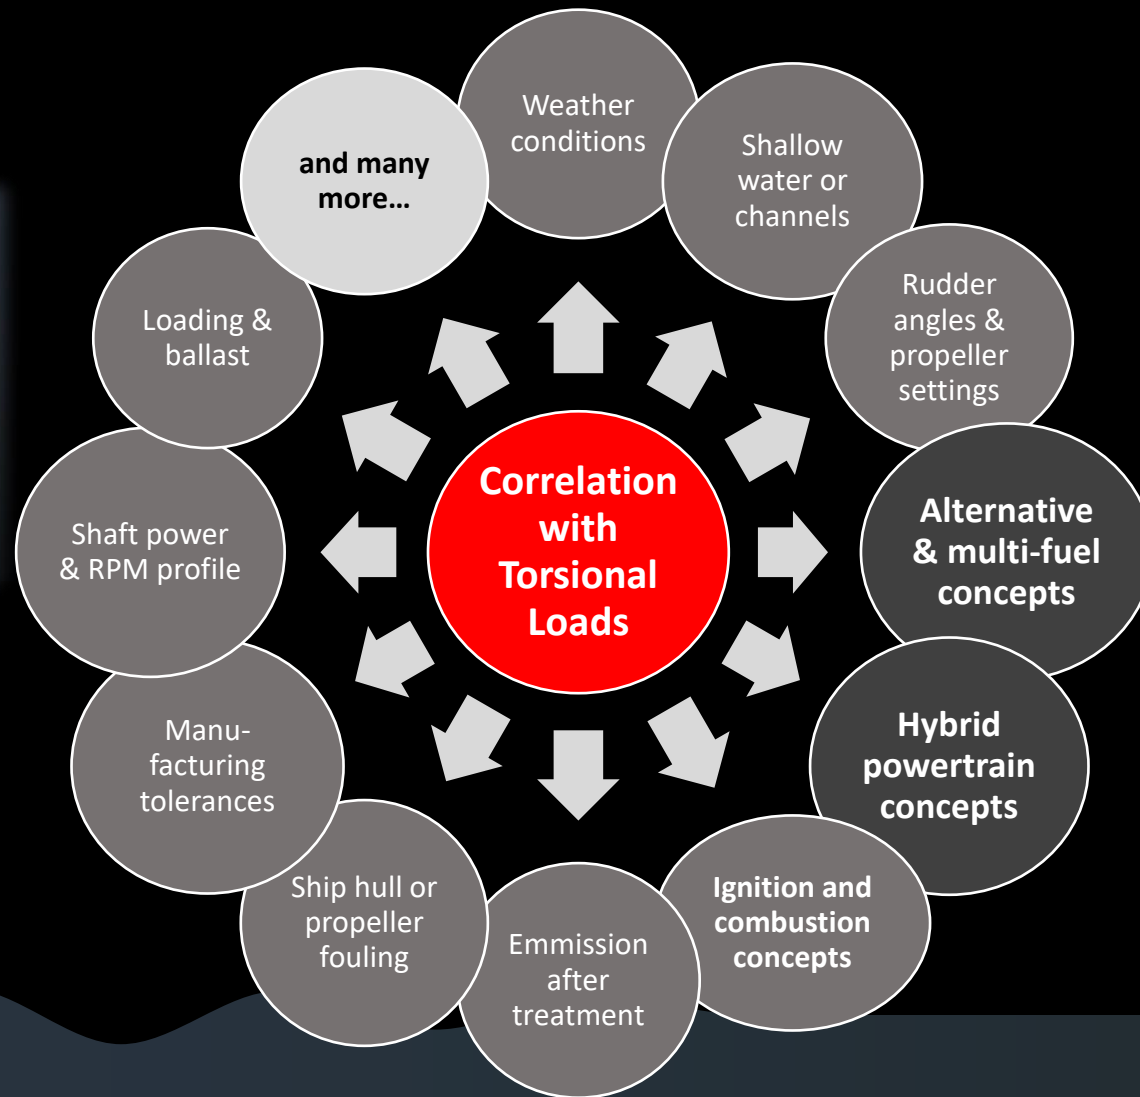 Weather
conditions
Shallow
water or
channels
Rudder
angles &
propeller
settings
Alternative
& multi-fuel
concepts
Hybrid
powertrain
concepts
Ignition and
combustion
concepts
Emmission
after
treatment
Ship hull or
propeller
fouling
Manu-
facturing
tolerances
Shaft power
& RPM profile
Loading &
ballast
and many
more...
Correlation
with
Torsional
Loads